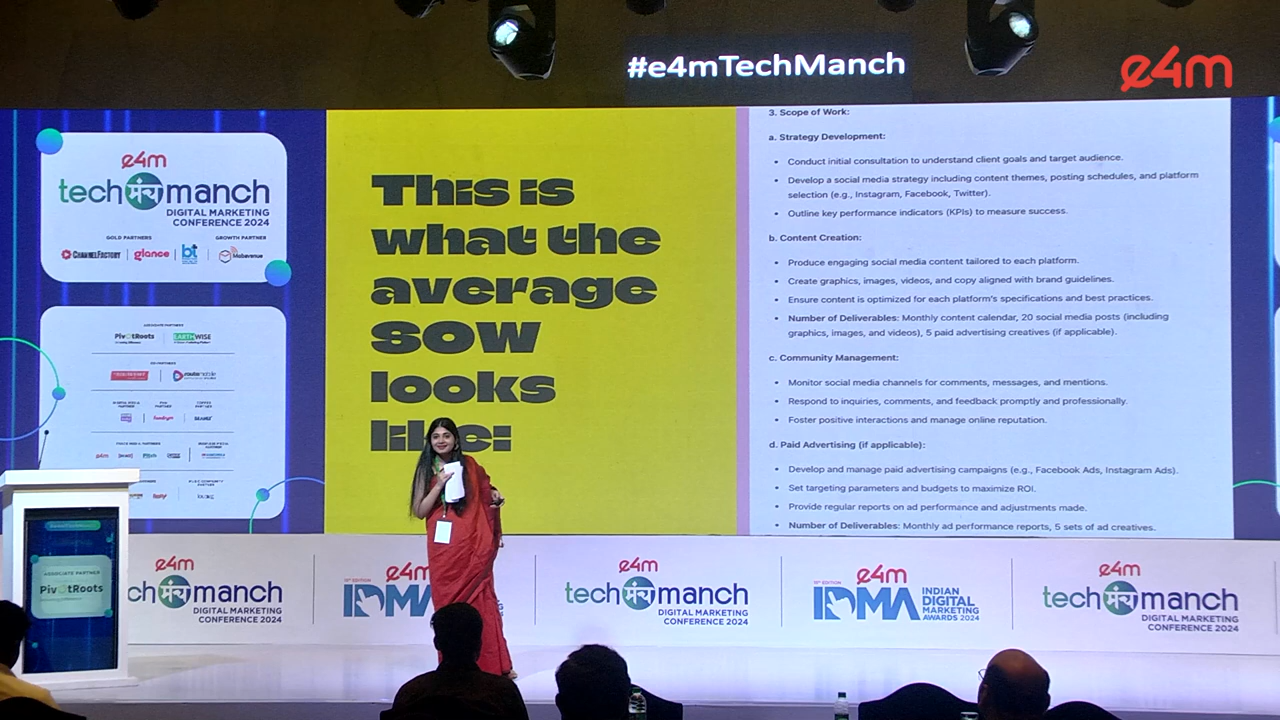 #e4mTechManch
e4m
e4m
tech मंच manch
DIGITAL MARKETING
CONFERENCE 2024
GOLD PARTNERS
GROWTH PARTNER
CHANNELFACTORY
glance
bt
Mobavenue
ASSOCIATE PARTNERS
PivOtRoots
EARTHWISE
This is
what the
average
SOW
looks
like:
3. Scope of Work:
a. Strategy Development:
• Conduct initial consultation to understand client goals and target audience.
• Develop a social media strategy including content themes, posting schedules, and platform
selection (e.g., Instagram, Facebook, Twitter).
• Outline key performance indicators (KPIs) to measure success.
b. Content Creation:
• Produce engaging social media content tailored to each platform.
• Create graphics, images, videos, and copy aligned with brand guidelines.
• Ensure content is optimized for each platform's specifications and best practices.
• Number of Deliverables: Monthly content calendar, 20 social media posts (including
graphics, images, and videos), 5 paid advertising creatives (if applicable).
c. Community Management:
• Monitor social media channels for comments, messages, and mentions.
• Respond to inquiries, comments, and feedback promptly and professionally.
• Foster positive interactions and manage online reputation.
d. Paid Advertising (if applicable):
• Develop and manage paid advertising campaigns (e.g., Facebook Ads, Instagram Ads).
• Set targeting parameters and budgets to maximize ROI.
• Provide regular reports on ad performance and adjustments made.
• Number of Deliverables: Monthly ad performance reports, 5 sets of ad creatives.
ASSOCIATE PARTNER
PivOtRoots
e4m
ch मंच manch
DIGITAL MARKETING
CONFERENCE 2024
e4m
IDMA
e4m
tech मंच manch
DIGITAL MARKETING
CONFERENCE 2024
e4m
IDMA
INDIAN
DIGITAL
MARKETING
AWARDS 2024
e4m
tech मंच manch
DIGITAL MARKETING
CONFERENCE 2024